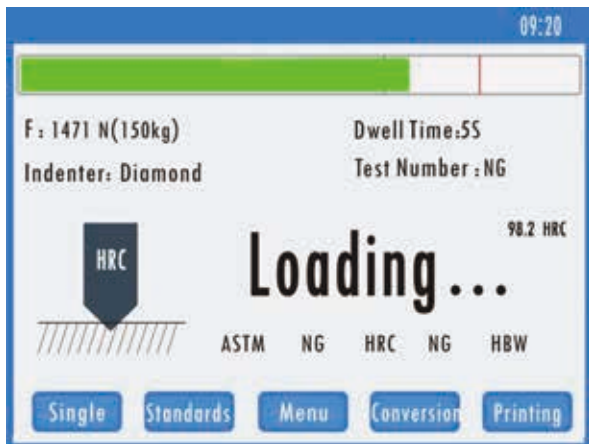 09:20
F: 1471 N(150kg)
Dwell Time:5S
Indenter: Diamond
Test Number :NG
98.2 HRC
HRC
Loading...
ASTM NG HRC NG HBW
Single Standards Menu Conversion Printing